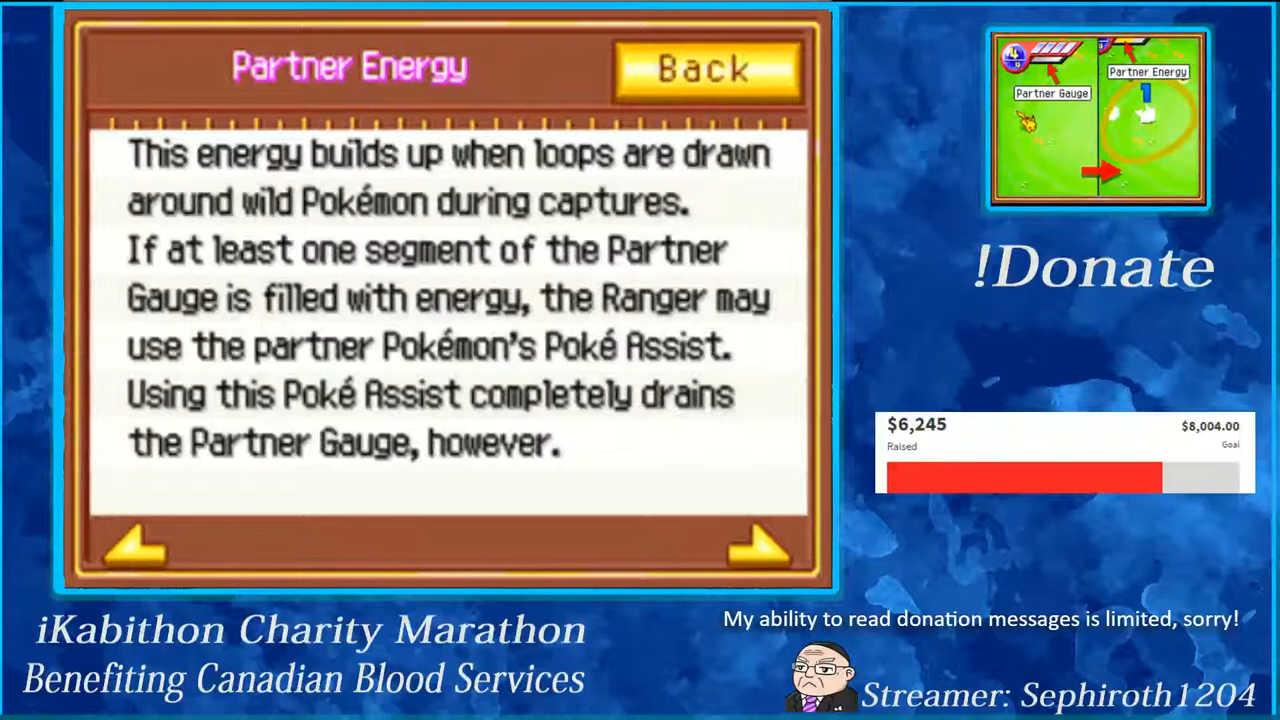 Partner Energy
Back
This energy builds up when loops are drawn
around wild Pokémon during captures.
If at least one segment of the Partner
Gauge is filled with energy, the Ranger may
use the partner Pokémon's Poké Assist.
Using this Poké Assist completely drains
the Partner Gauge, however.
4
Partner Gauge
Partner Energy
1
!Donate
$6,245
$8,004.00
Raised
Goal
iKabithon Charity Marathon
Benefiting Canadian Blood Services
My ability to read donation messages is limited, sorry!
Streamer: Sephiroth1204